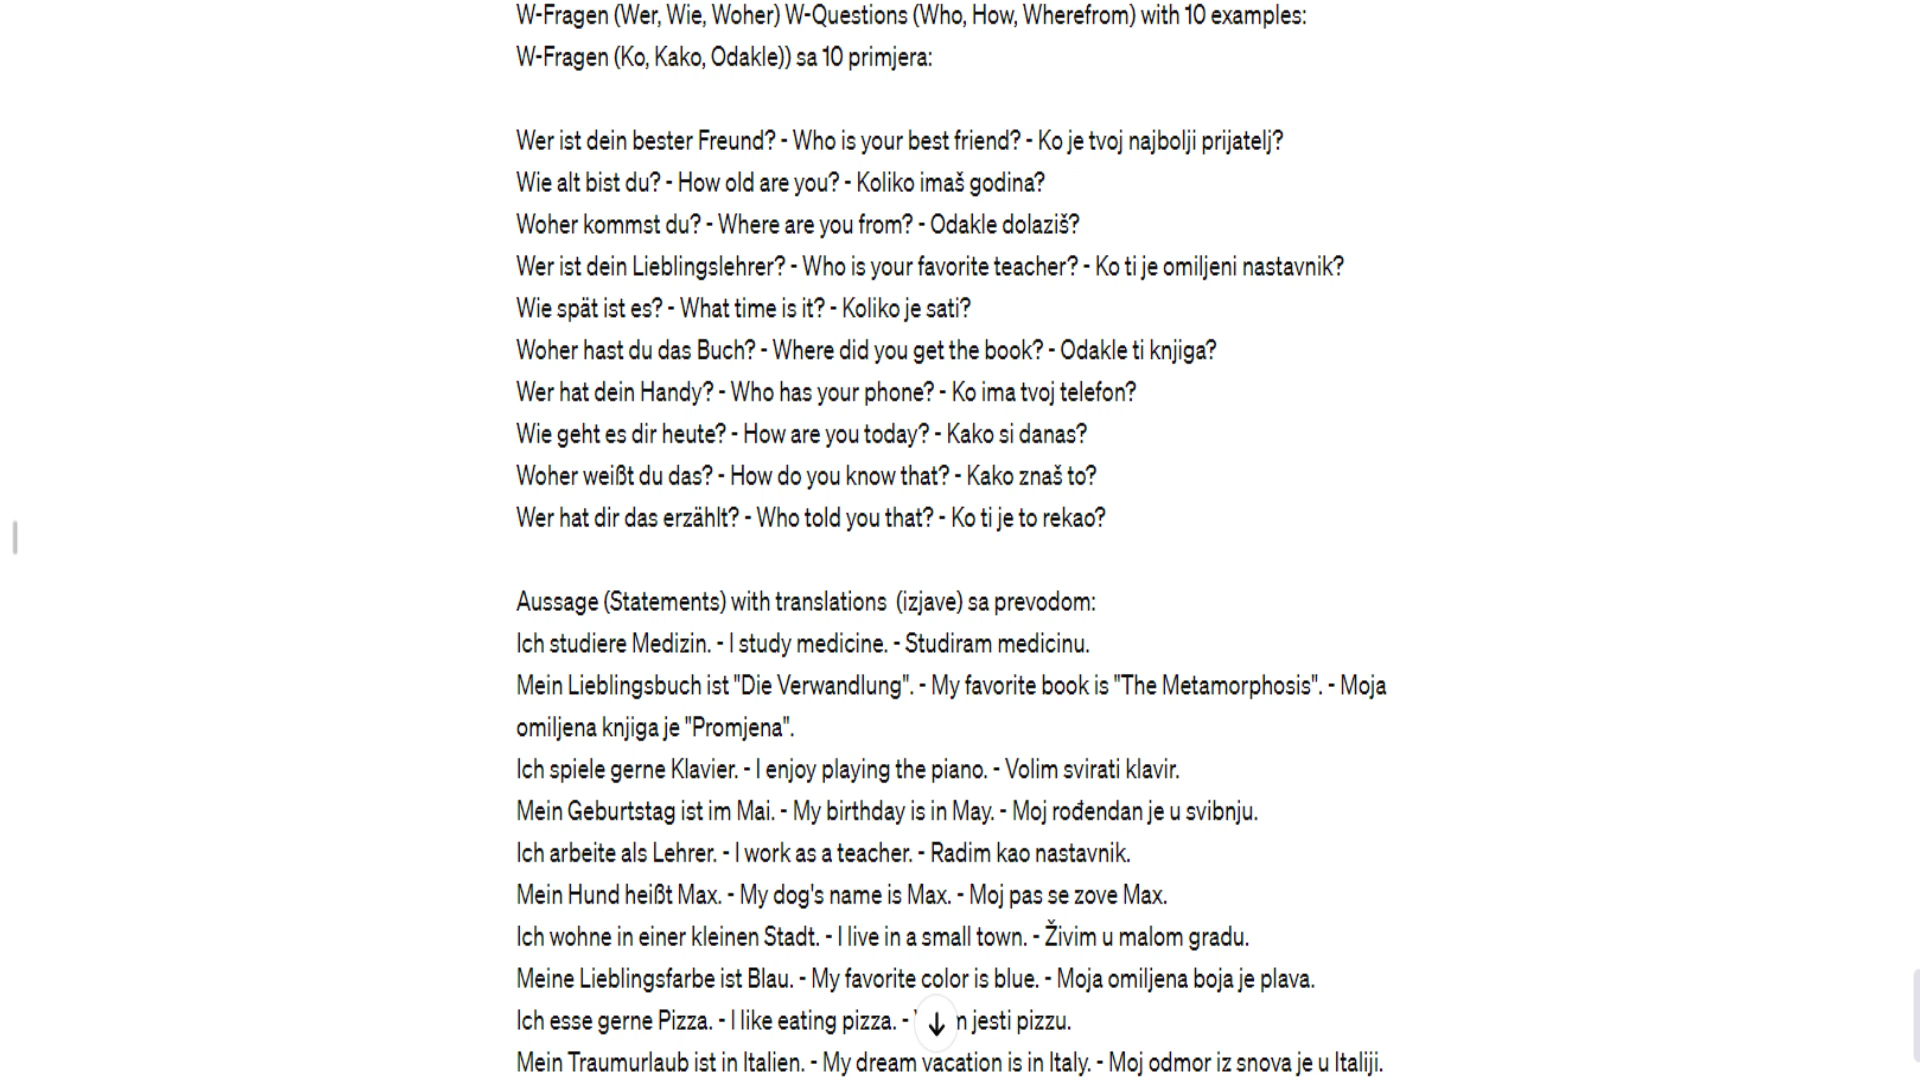 W-Fragen (Wer, Wie, Woher) W-Questions (Who, How, Wherefrom) with 10 examples:
W-Fragen (Ko, Kako, Odakle)) sa 10 primjera:
Wer ist dein bester Freund? - Who is your best friend? - Ko je tvoj najbolji prijatelj?
Wie alt bist du? - How old are you? - Koliko imaš godina?
Woher kommst du? - Where are you from? - Odakle dolaziš?
Wer ist dein Lieblingslehrer? - Who is your favorite teacher? - Ko ti je omiljeni nastavnik?
Wie spät ist es? - What time is it? - Koliko je sati?
Woher hast du das Buch? - Where did you get the book? - Odakle ti knjiga?
Wer hat dein Handy? - Who has your phone? - Ko ima tvoj telefon?
Wie geht es dir heute? - How are you today? - Kako si danas?
Woher weißt du das? - How do you know that? - Kako znaš to?
Wer hat dir das erzählt? - Who told you that? - Ko ti je to rekao?
Aussage (Statements) with translations (izjave) sa prevodom:
Ich studiere Medizin. - I study medicine. - Studiram medicinu.
Mein Lieblingsbuch ist "Die Verwandlung". - My favorite book is "The Metamorphosis". - Moja
omiljena knjiga je "Promjena".
Ich spiele gerne Klavier. - I enjoy playing the piano. - Volim svirati klavir.
Mein Geburtstag ist im Mai. - My birthday is in May. - Moj rođendan je u svibnju.
Ich arbeite als Lehrer. - I work as a teacher. - Radim kao nastavnik.
Mein Hund heißt Max. - My dog's name is Max. - Moj pas se zove Max.
Ich wohne in einer kleinen Stadt. - I live in a small town. - Živim u malom gradu.
Meine Lieblingsfarbe ist Blau. - My favorite color is blue. - Moja omiljena boja je plava.
Ich esse gerne Pizza. - I like eating pizza. - jesti pizzu.
Mein Traumurlaub ist in Italien. - My dream vacation is in Italy. - Moj odmor iz snova je u Italiji.